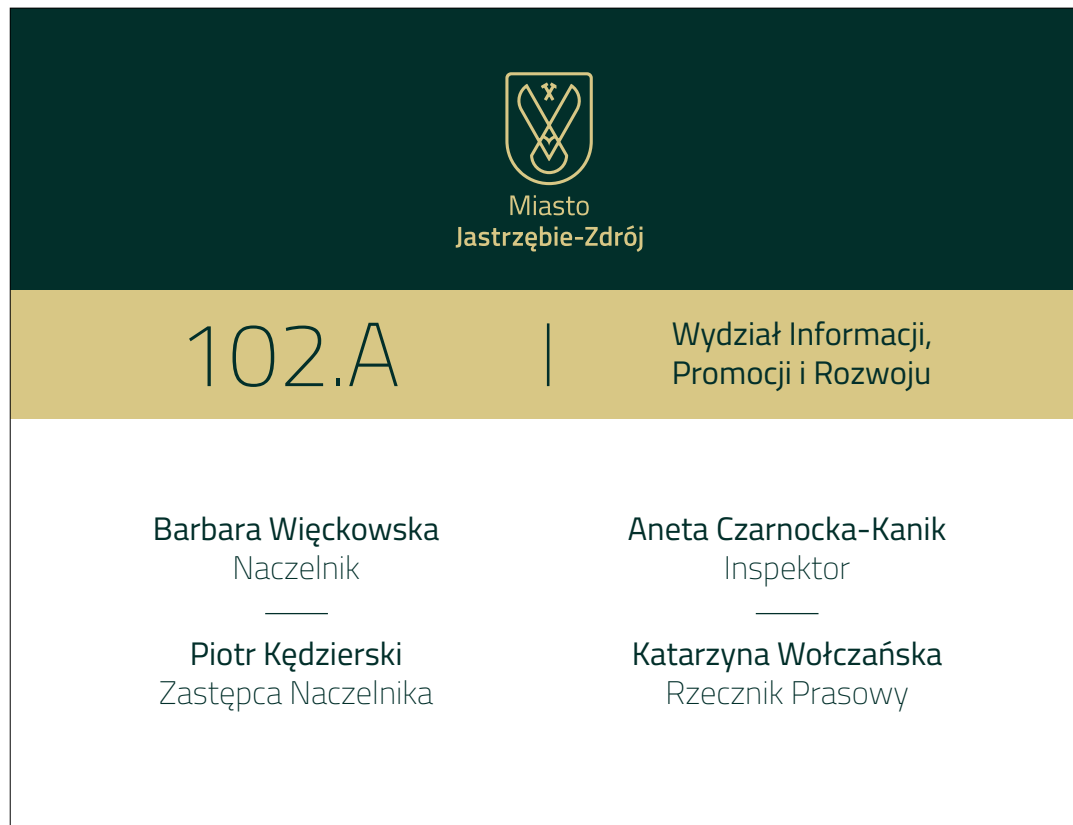 Miasto
Jastrzębie-Zdrój
102.A
Wydział Informacji,
Promocji i Rozwoju
Barbara Więckowska
Naczelnik
Piotr Kędzierski
Zastępca Naczelnika
Aneta Czarnocka-Kanik
Inspektor
Katarzyna Wołczańska
Rzecznik Prasowy